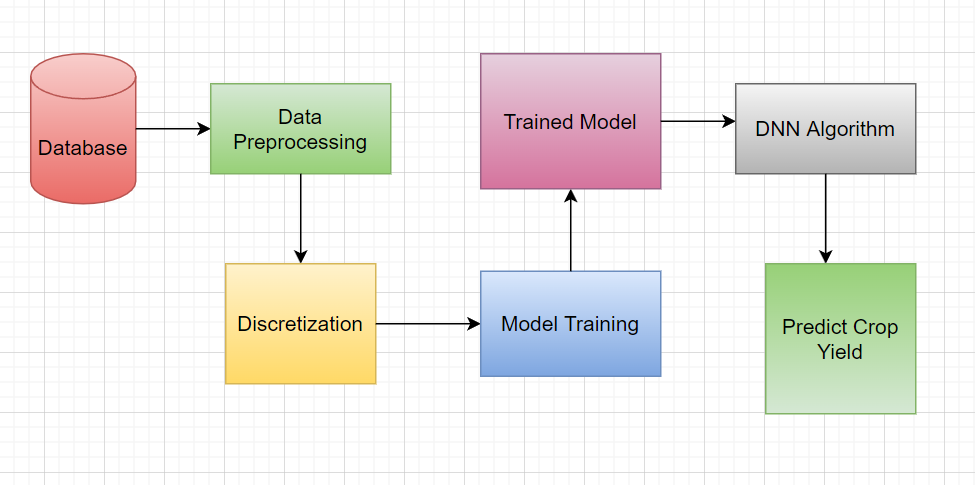 Database
Data
Preprocessing
Discretization
Model Training
Trained Model
DNN Algorithm
Predict Crop
Yield